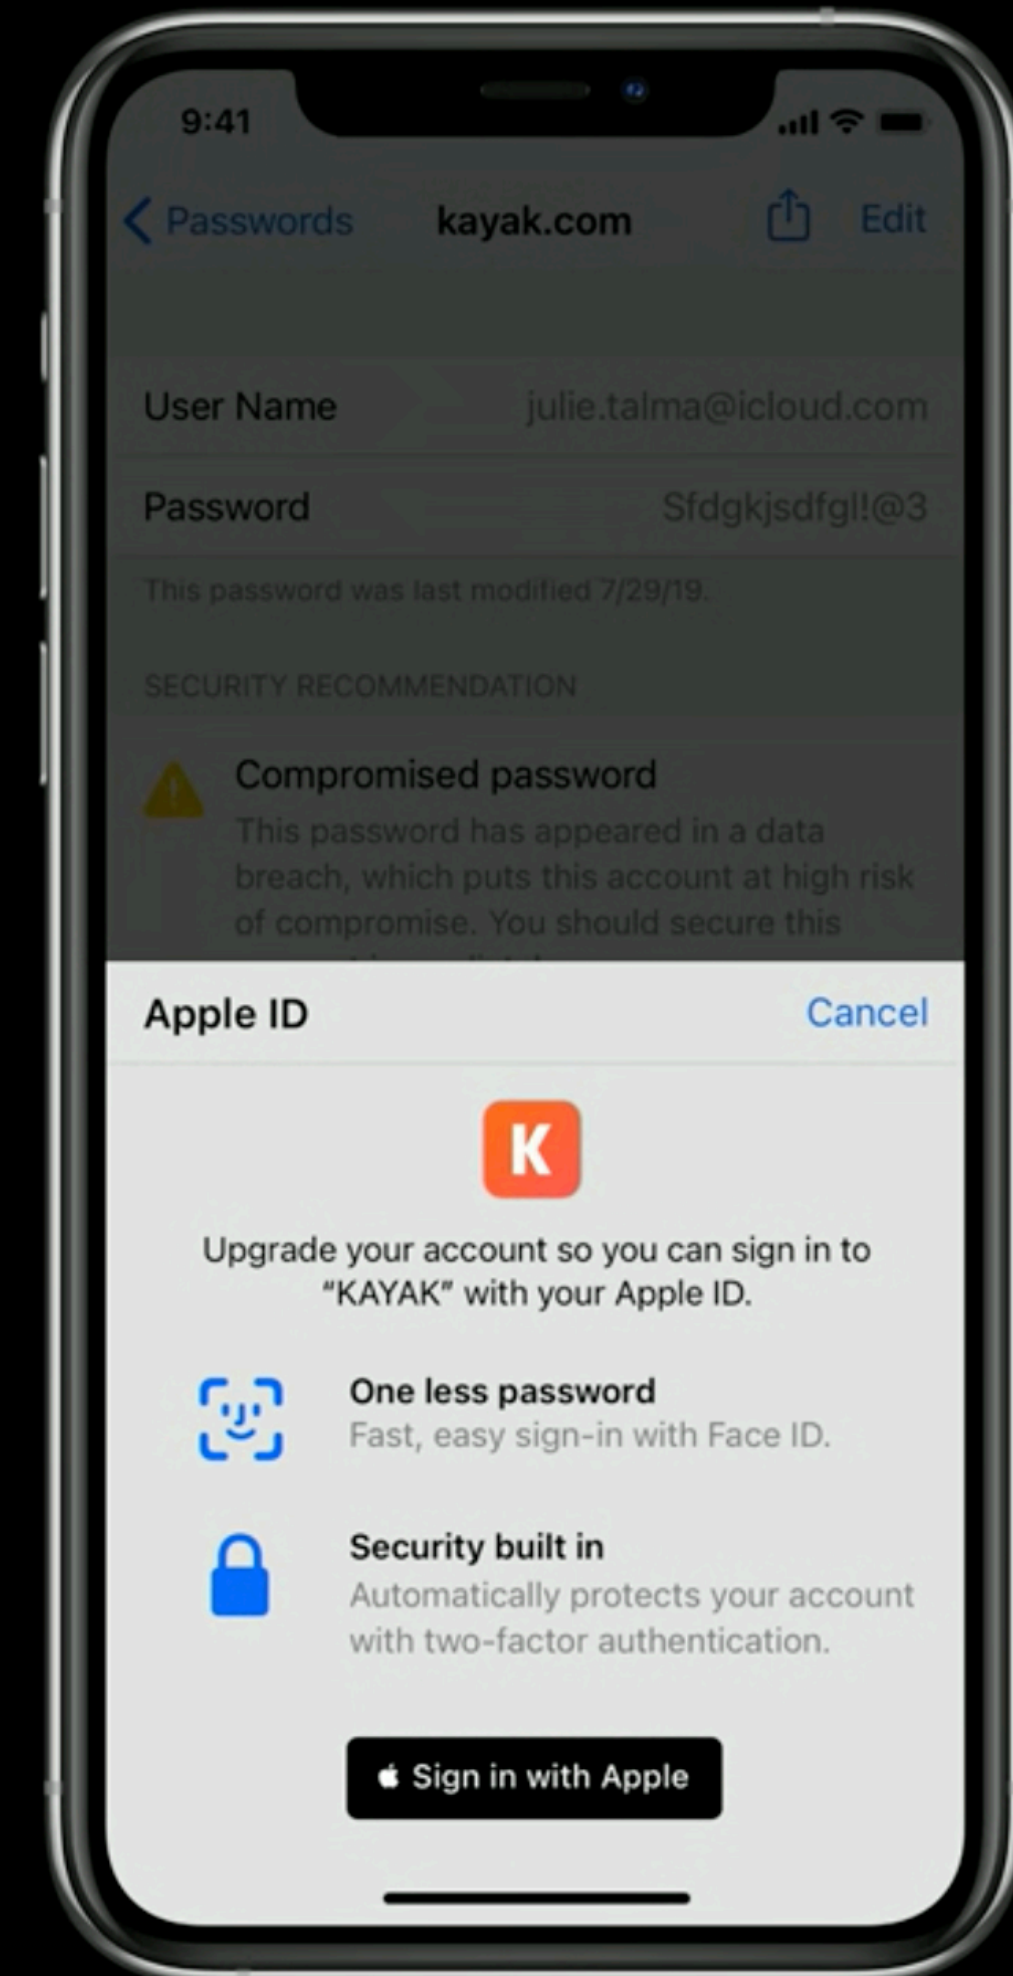 9:41
Passwords kayak.com Edit
User Name julie.talma@icloud.com
Password Sfdgkjsdfgl!@3
This password was last modified 7/29/19.
SECURITY RECOMMENDATION
Compromised password
This password has appeared in a data
breach, which puts this account at high risk
of compromise. You should secure this
Apple ID Cancel
K
Upgrade your account so you can sign in to
“KAYAK” with your Apple ID.
One less password
Fast, easy sign-in with Face ID.
Security built in
Automatically protects your account
with two-factor authentication.
Sign in with Apple